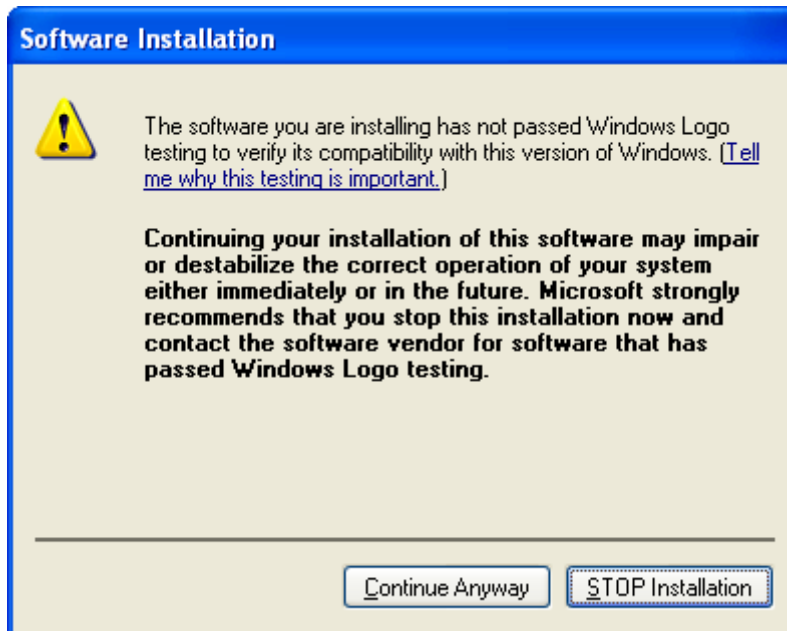 Software Installation
The software you are installing has not passed Windows Logo
testing to verify its compatibility with this version of Windows. (Tell
me why this testing is important.)
Continuing your installation of this software may impair
or destabilize the correct operation of your system
either immediately or in the future. Microsoft strongly
recommends that you stop this installation now and
contact the software vendor for software that has
passed Windows Logo testing.
Continue Anyway
STOP Installation